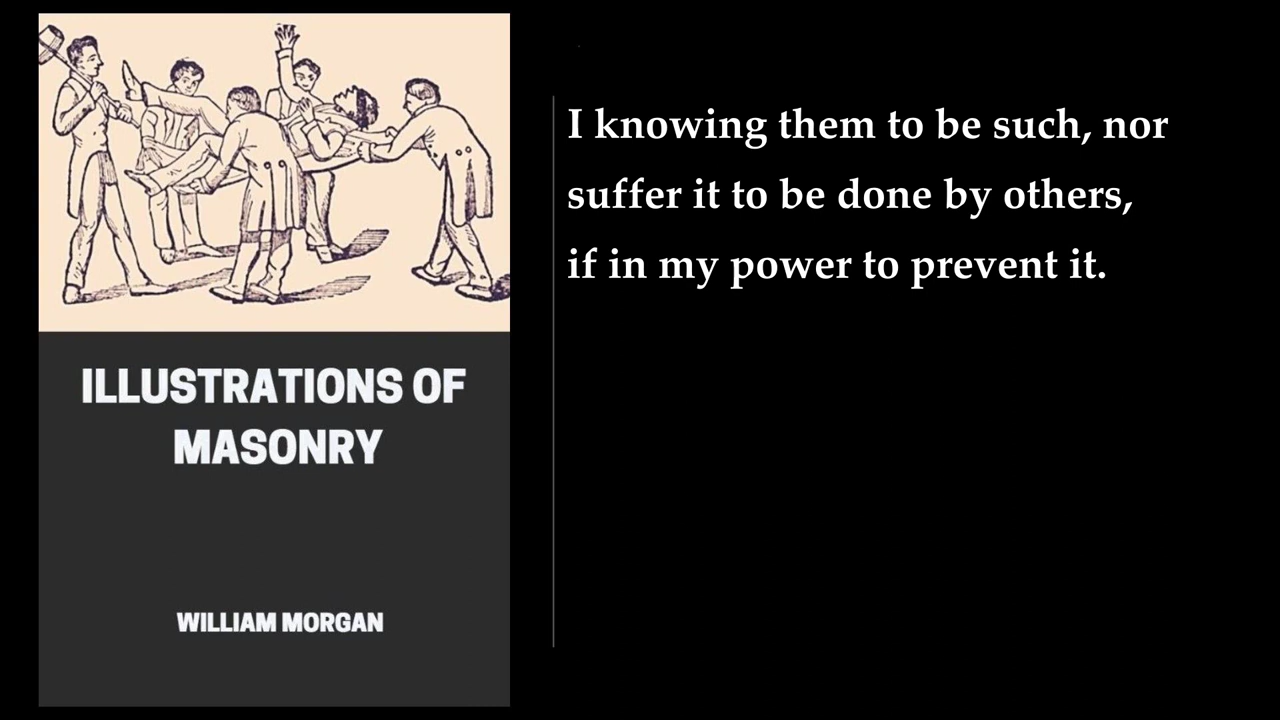 ILLUSTRATIONS OF
MASONRY
WILLIAM MORGAN
I knowing them to be such, nor
suffer it to be done by others,
if in my power to prevent it.